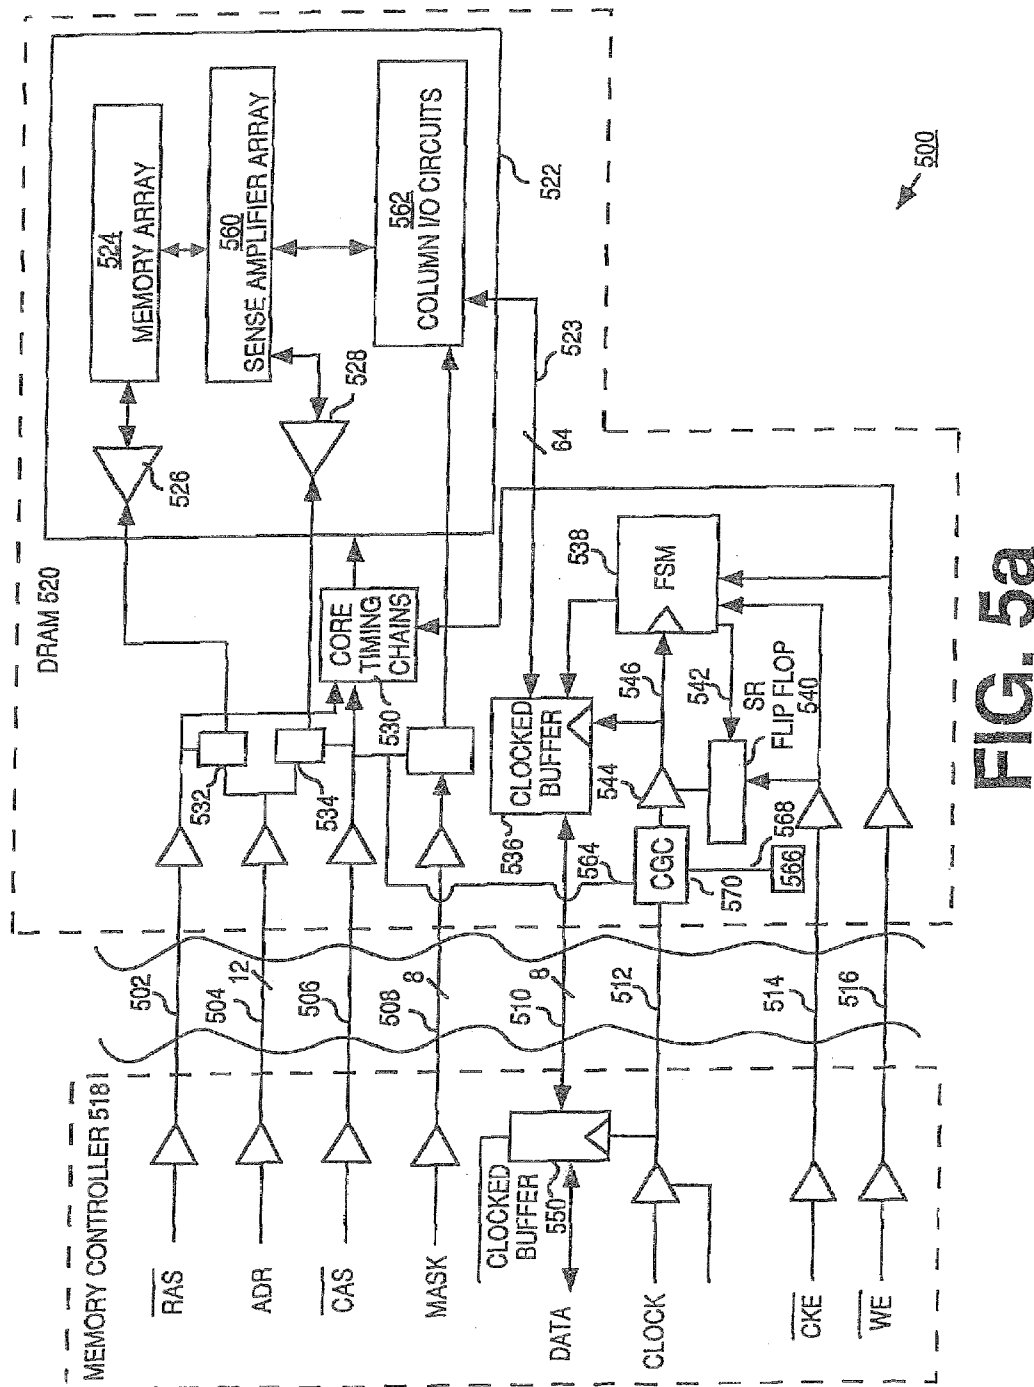 MEMORY CONTROLLER 518
DRAM 520
RAS
ADR
CAS
MASK
CLOCKED
BUFFER
550
DATA
CLOCK
CKE
WE
502
504
12
506
508
8
510
8
512
514
516
532
534
530
CORE
TIMING
CHAINS
526
528
524
MEMORY ARRAY
560
SENSE AMPLIFIER ARRAY
562
COLUMN I/O CIRCUITS
522
523
64
536
CLOCKED
BUFFER
564
CGC
570
544
546
542
538
FSM
SR
FLIP FLOP
540
568
566
500
FIG. 5a